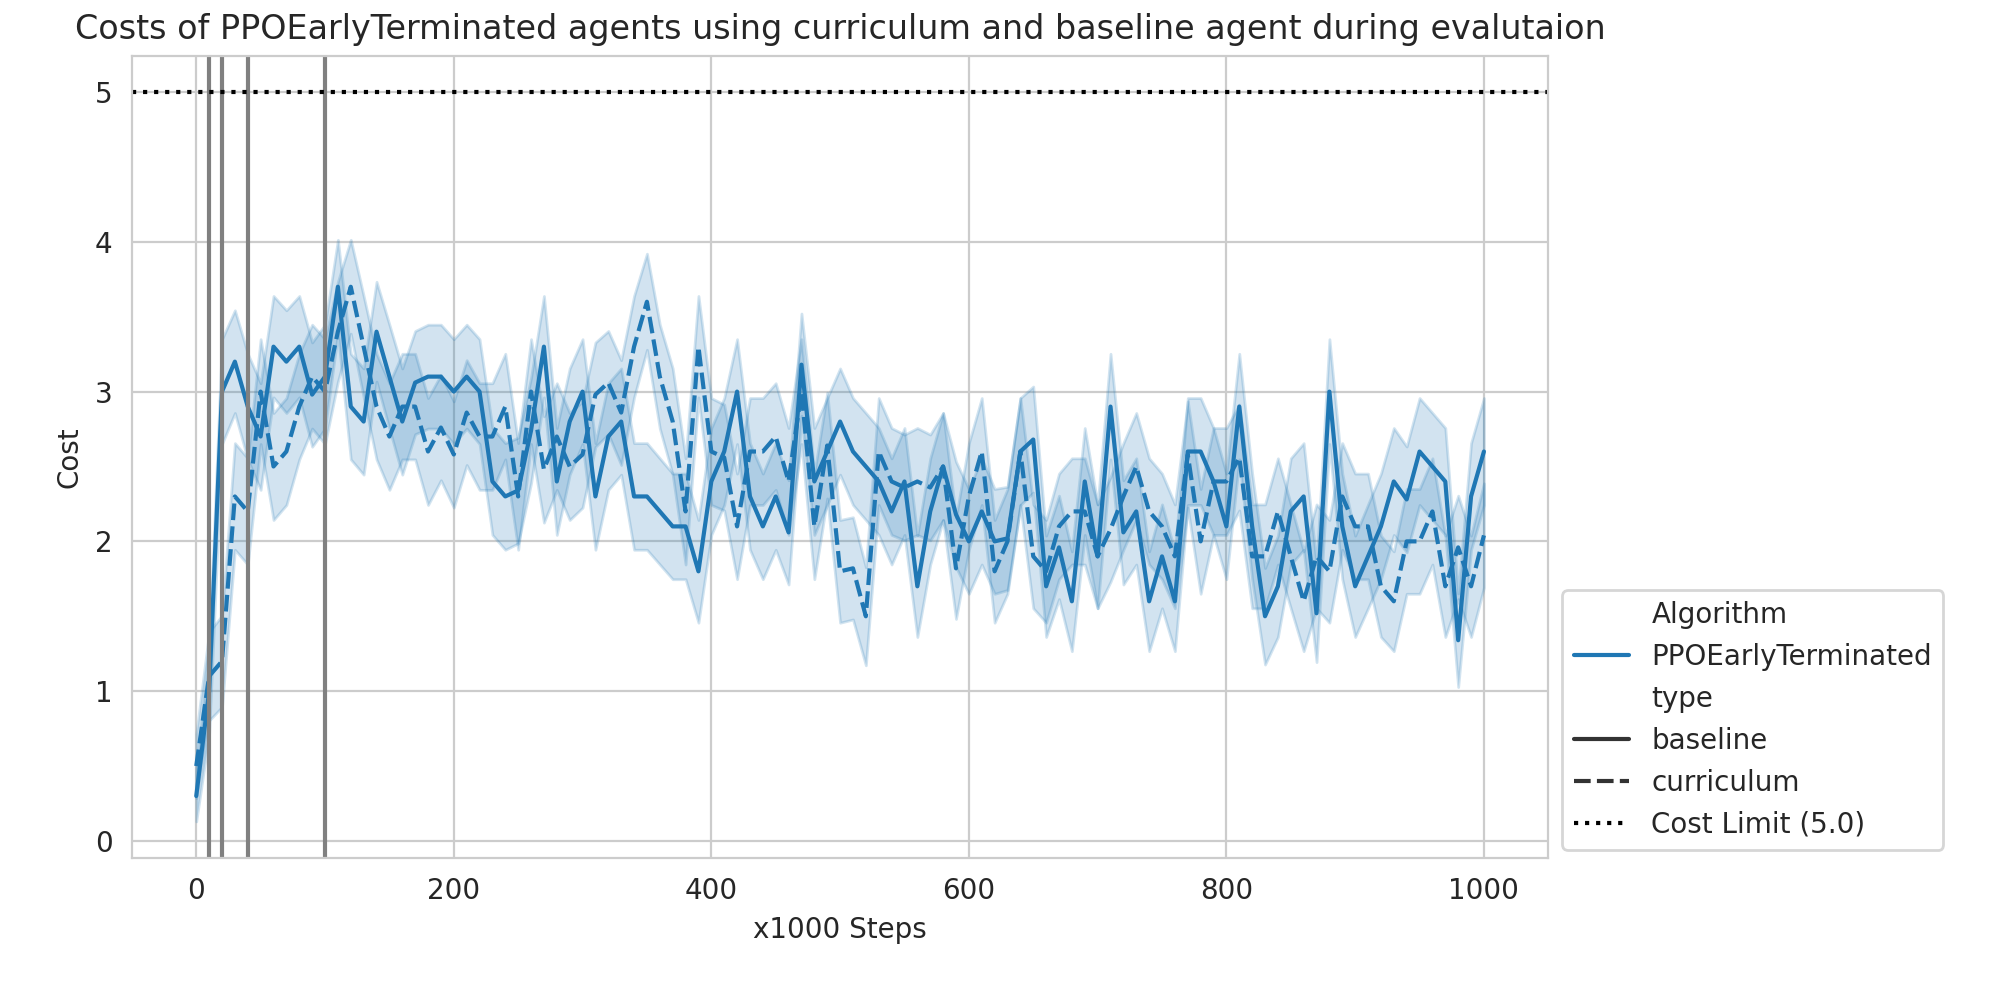 Costs of PPOEarlyTerminated agents using curriculum and baseline agent during evalutaion
5
4
3
2
1
0
Cost
0 200 400 600 800 1000
x1000 Steps
Algorithm
PPOEarlyTerminated
type
baseline
curriculum
Cost Limit (5.0)